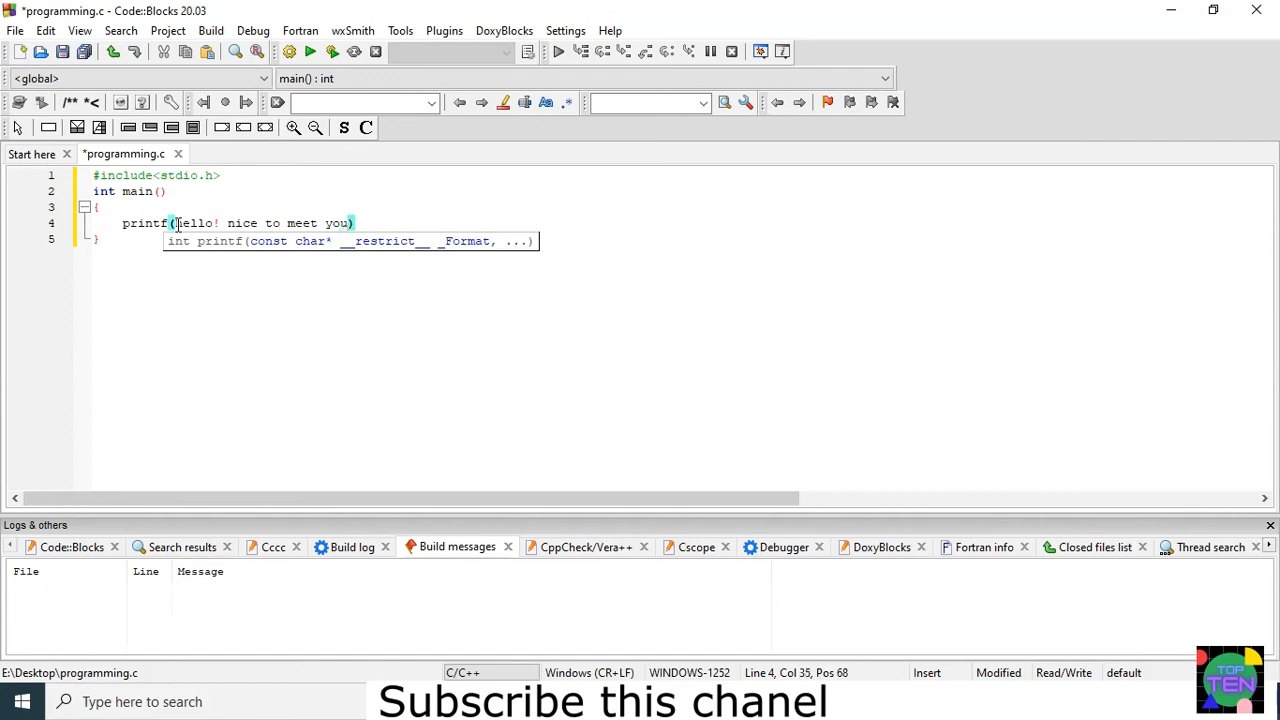 *programming.c - Code::Blocks 20.03
File Edit View Search Project Build Debug Fortran wxSmith Tools Plugins DoxyBlocks Settings Help
<global> main() : int
/** *< Aa .*
S C
Start here *programming.c
1 #include<stdio.h>
2 int main()
3 {
4 printf(hello! nice to meet you)
5 }
int printf(const char* __restrict__ _Format, ...)
Logs & others
Code::Blocks Search results Cccc Build log Build messages CppCheck/Vera++ Cscope Debugger DoxyBlocks Fortran info Closed files list Thread search
File Line Message
E:\Desktop\programming.c C/C++ Windows (CR+LF) WINDOWS-1252 Line 4, Col 35, Pos 68 Insert Modified Read/Write default
Type here to search
Subscribe this chanel
TOP
TEN